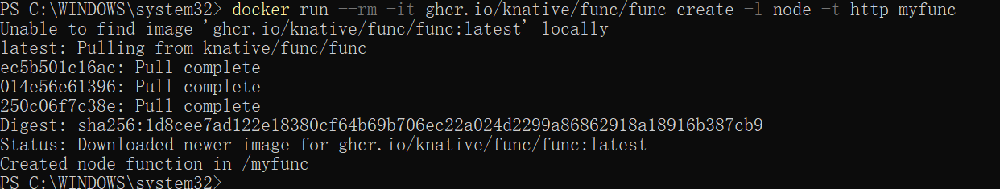 PS C:\WINDOWS\system32> docker run --rm -it ghcr.io/knative/func/func create -l node -t http myfunc
Unable to find image 'ghcr.io/knative/func/func:latest' locally
latest: Pulling from knative/func/func
ec5b501c16ac: Pull complete
014e56e61396: Pull complete
250c06f7c38e: Pull complete
Digest: sha256:1d8cee7ad122e18380cf64b69b706ec22a024d2299a86862918a18916b387cb9
Status: Downloaded newer image for ghcr.io/knative/func/func:latest
Created node function in /myfunc
PS C:\WINDOWS\system32>